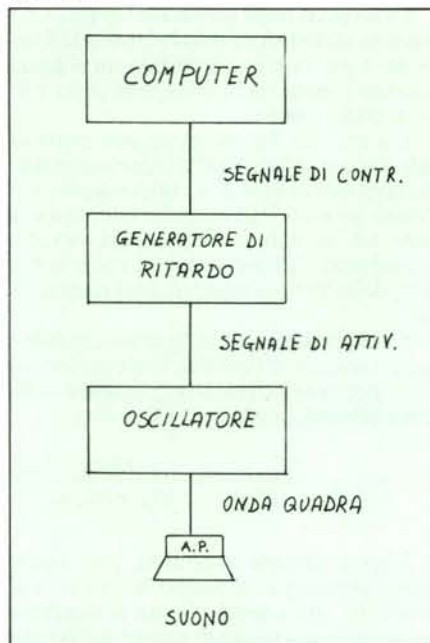 COMPUTER
SEGNALE DI CONTR.
GENERATORE DI
RITARDO
SEGNALE DI ATTIV.
OSCILLATORE
ONDA QUADRA
A.P.
SUONO